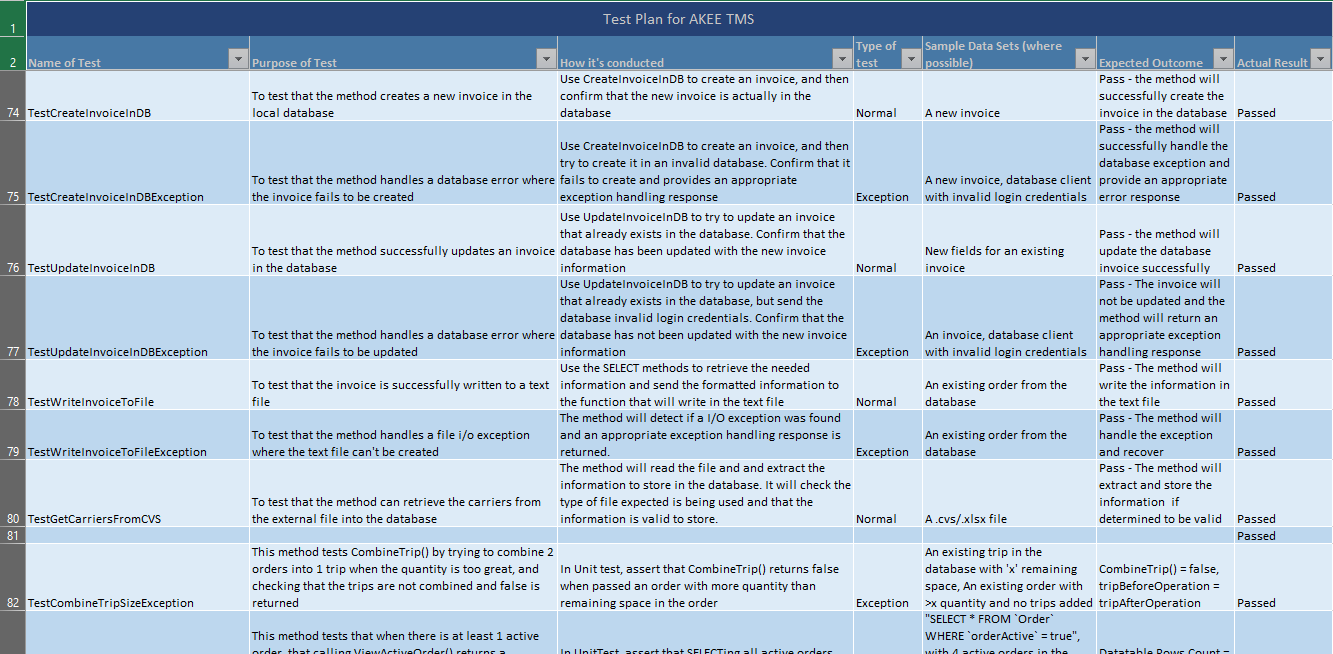 1
Test Plan for AKEE TMS
2
Name of Test
Purpose of Test
How it's conducted
Type of
test
Sample Data Sets (where
possible)
Expected Outcome
Actual Result
74
TestCreateInvoiceInDB
To test that the method creates a new invoice in the
local database
Use CreateInvoiceInDB to create an invoice, and then
confirm that the new invoice is actually in the
database
Normal
A new invoice
Pass - the method will
successfully create the
invoice in the database
Passed
75
TestCreateInvoiceInDBException
To test that the method handles a database error where
the invoice fails to be created
Use CreateInvoiceInDB to create an invoice, and then
try to create it in an invalid database. Confirm that it
fails to create and provides an appropriate
exception handling response
Exception
A new invoice, database client
with invalid login credentials
Pass - the method will
successfully handle the
database exception and
provide an appropriate
error response
Passed
76
TestUpdateInvoiceInDB
To test that the method successfully updates an invoice
in the database
Use UpdateInvoiceInDB to try to update an invoice
that already exists in the database. Confirm that the
database has been updated with the new invoice
information
Normal
New fields for an existing
invoice
Pass - the method will
update the database
invoice successfully
Passed
77
TestUpdateInvoiceInDBException
To test that the method handles a database error where
the invoice fails to be updated
Use UpdateInvoiceInDB to try to update an invoice
that already exists in the database, but send the
database invalid login credentials. Confirm that the
database has not been updated with the new invoice
information
Exception
An invoice, database client
with invalid login credentials
Pass - The invoice will
not be updated and the
method will return an
appropriate exception
handling response
Passed
78
TestWriteInvoiceToFile
To test that the invoice is successfully written to a text
file
Use the SELECT methods to retrieve the needed
information and send the formatted information to
the function that will write in the text file
Normal
An existing order from the
database
Pass - The method will
write the information in
the text file
Passed
79
TestWriteInvoiceToFileException
To test that the method handles a file i/o exception
where the text file can't be created
The method will detect if a I/O exception was found
and an appropriate exception handling response is
returned.
Exception
An existing order from the
database
Pass - The method will
handle the exception
and recover
Passed
80
TestGetCarriersFromCVS
To test that the method can retrieve the carriers from
the external file into the database
The method will read the file and and extract the
information to store in the database. It will check the
type of file expected is being used and that the
information is valid to store.
Normal
A .cvs/.xlsx file
Pass - The method will
extract and store the
information  if
determined to be valid
Passed
81
Passed
82
TestCombineTripSizeException
This method tests CombineTrip() by trying to combine 2
orders into 1 trip when the quantity is too great, and
checking that the trips are not combined and false is
returned
In Unit test, assert that CombineTrip() returns false
when passed an order with more quantity than
remaining space in the order
Exception
An existing trip in the
database with 'x' remaining
space, An existing order with
>x quantity and no trips added
CombineTrip() = false,
tripBeforeOperation =
tripAfterOperation
Passed
This method tests that when there is at least 1 active
order, that calling ViewActiveOrder() returns a
In UnitTest, assert that SELECTing all active orders
"SELECT * FROM `Order`
WHERE `orderActive` = true",
with 4 active orders in the
Datatable Rows Count =